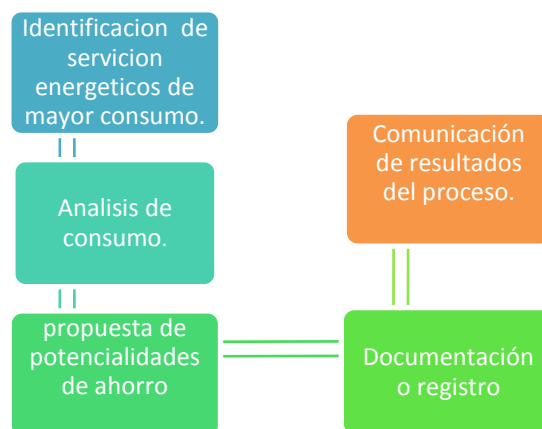 Identificacion de
servicion
energeticos de
mayor consumo.
Analisis de
consumo.
propuesta de
potencialidades
de ahorro
Documentación
o registro
Comunicación
de resultados
del proceso.